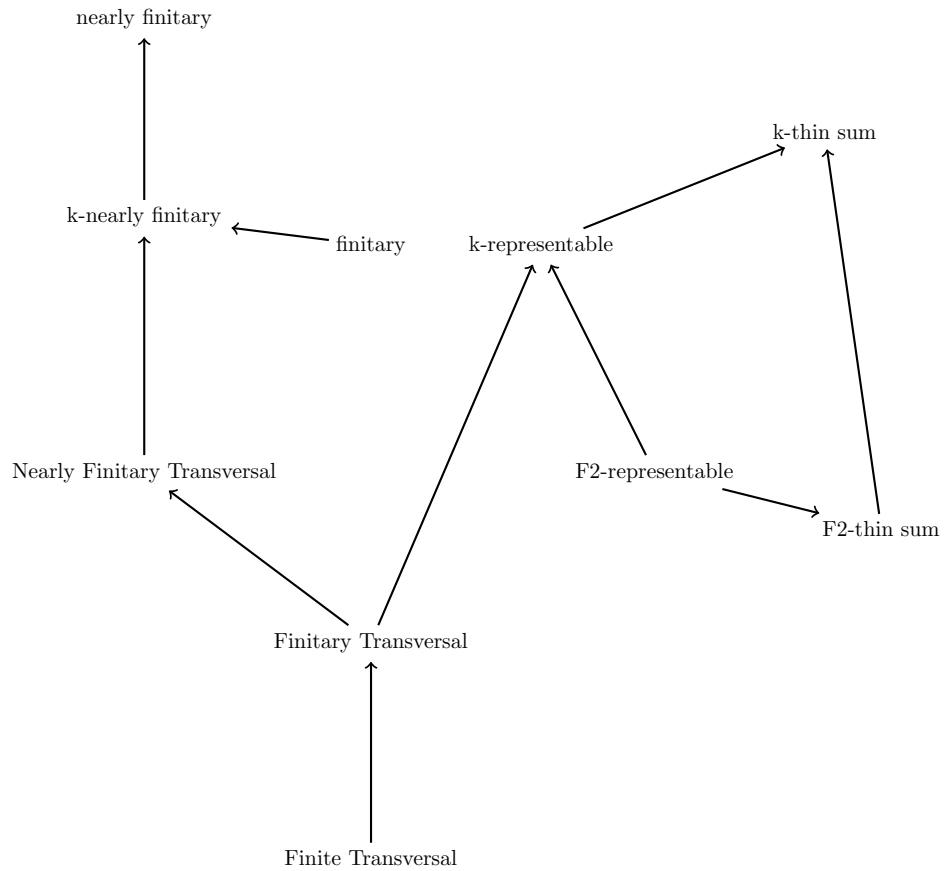 nearly finitary
k-thin sum
k-nearly finitary
finitary
k-representable
Nearly Finitary Transversal
F2-representable
F2-thin sum
Finitary Transversal
Finite Transversal